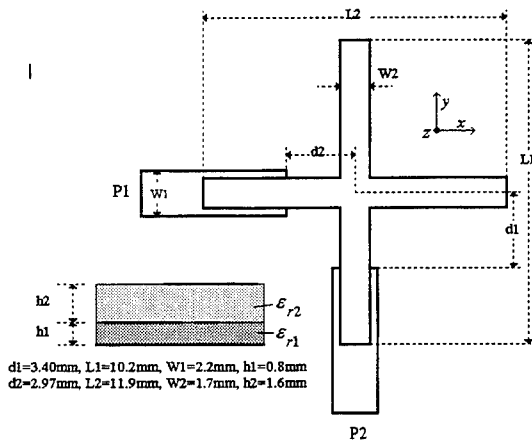 L2
W2
y
z
x
L1
d2
P1
W1
d1
h2
εr2
h1
εr1
d1=3.40mm, L1=10.2mm, W1=2.2mm, h1=0.8mm
d2=2.97mm, L2=11.9mm, W2=1.7mm, h2=1.6mm
P2